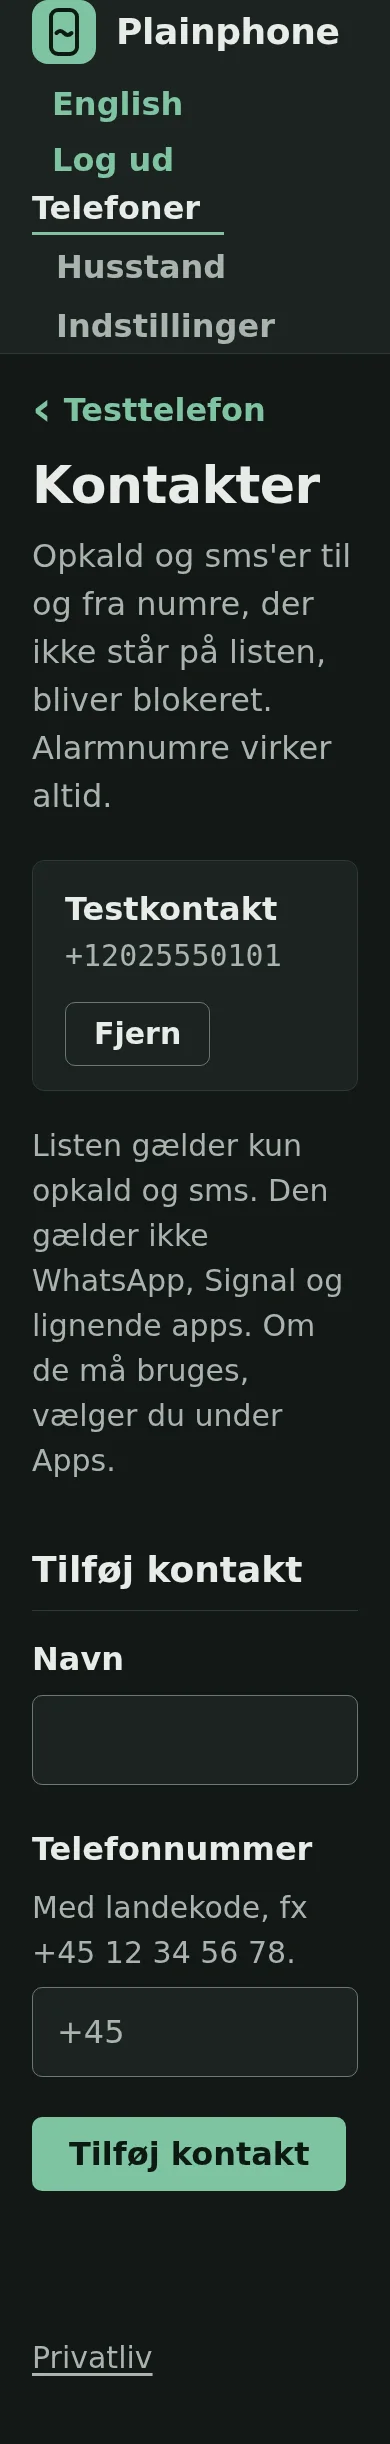 Plainphone
English
Log ud
Telefoner
Husstand
Indstillinger
‹ Testtelefon
Kontakter
Opkald og sms'er til
og fra numre, der
ikke står på listen,
bliver blokeret.
Alarmnumre virker
altid.
Testkontakt
+12025550101
Fjern
Listen gælder kun
opkald og sms. Den
gælder ikke
WhatsApp, Signal og
lignende apps. Om
de må bruges,
vælger du under
Apps.
Tilføj kontakt
Navn
Telefonnummer
Med landekode, fx
+45 12 34 56 78.
+45
Tilføj kontakt
Privatliv